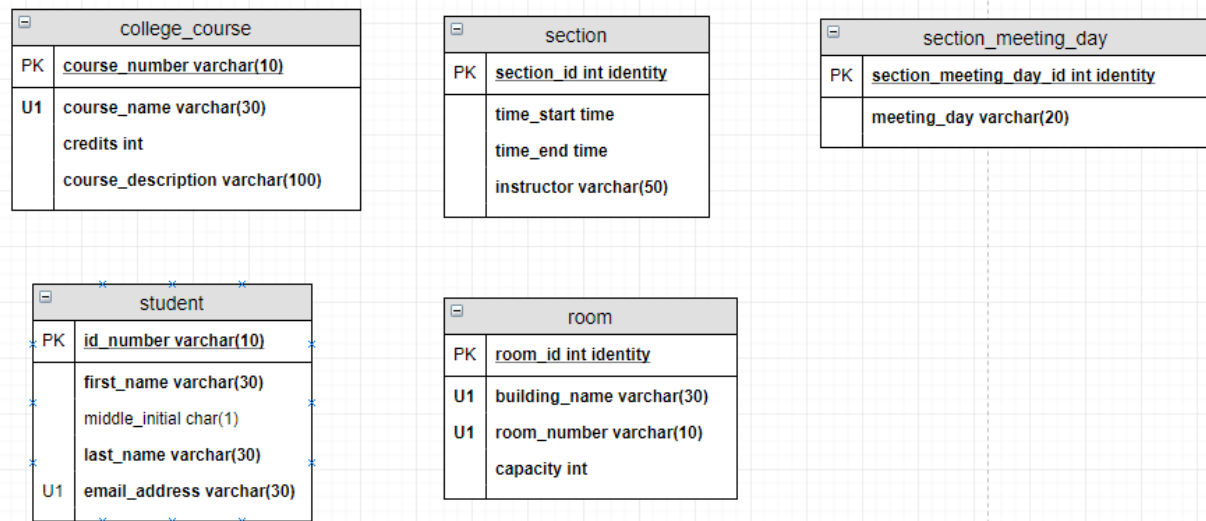 college_course
PK course_number varchar(10)
U1 course_name varchar(30)
credits int
course_description varchar(100)
section
PK section_id int identity
time_start time
time_end time
instructor varchar(50)
section_meeting_day
PK section_meeting_day_id int identity
meeting_day varchar(20)
student
PK id_number varchar(10)
first_name varchar(30)
middle_initial char(1)
last_name varchar(30)
U1 email_address varchar(30)
room
PK room_id int identity
U1 building_name varchar(30)
U1 room_number varchar(10)
capacity int